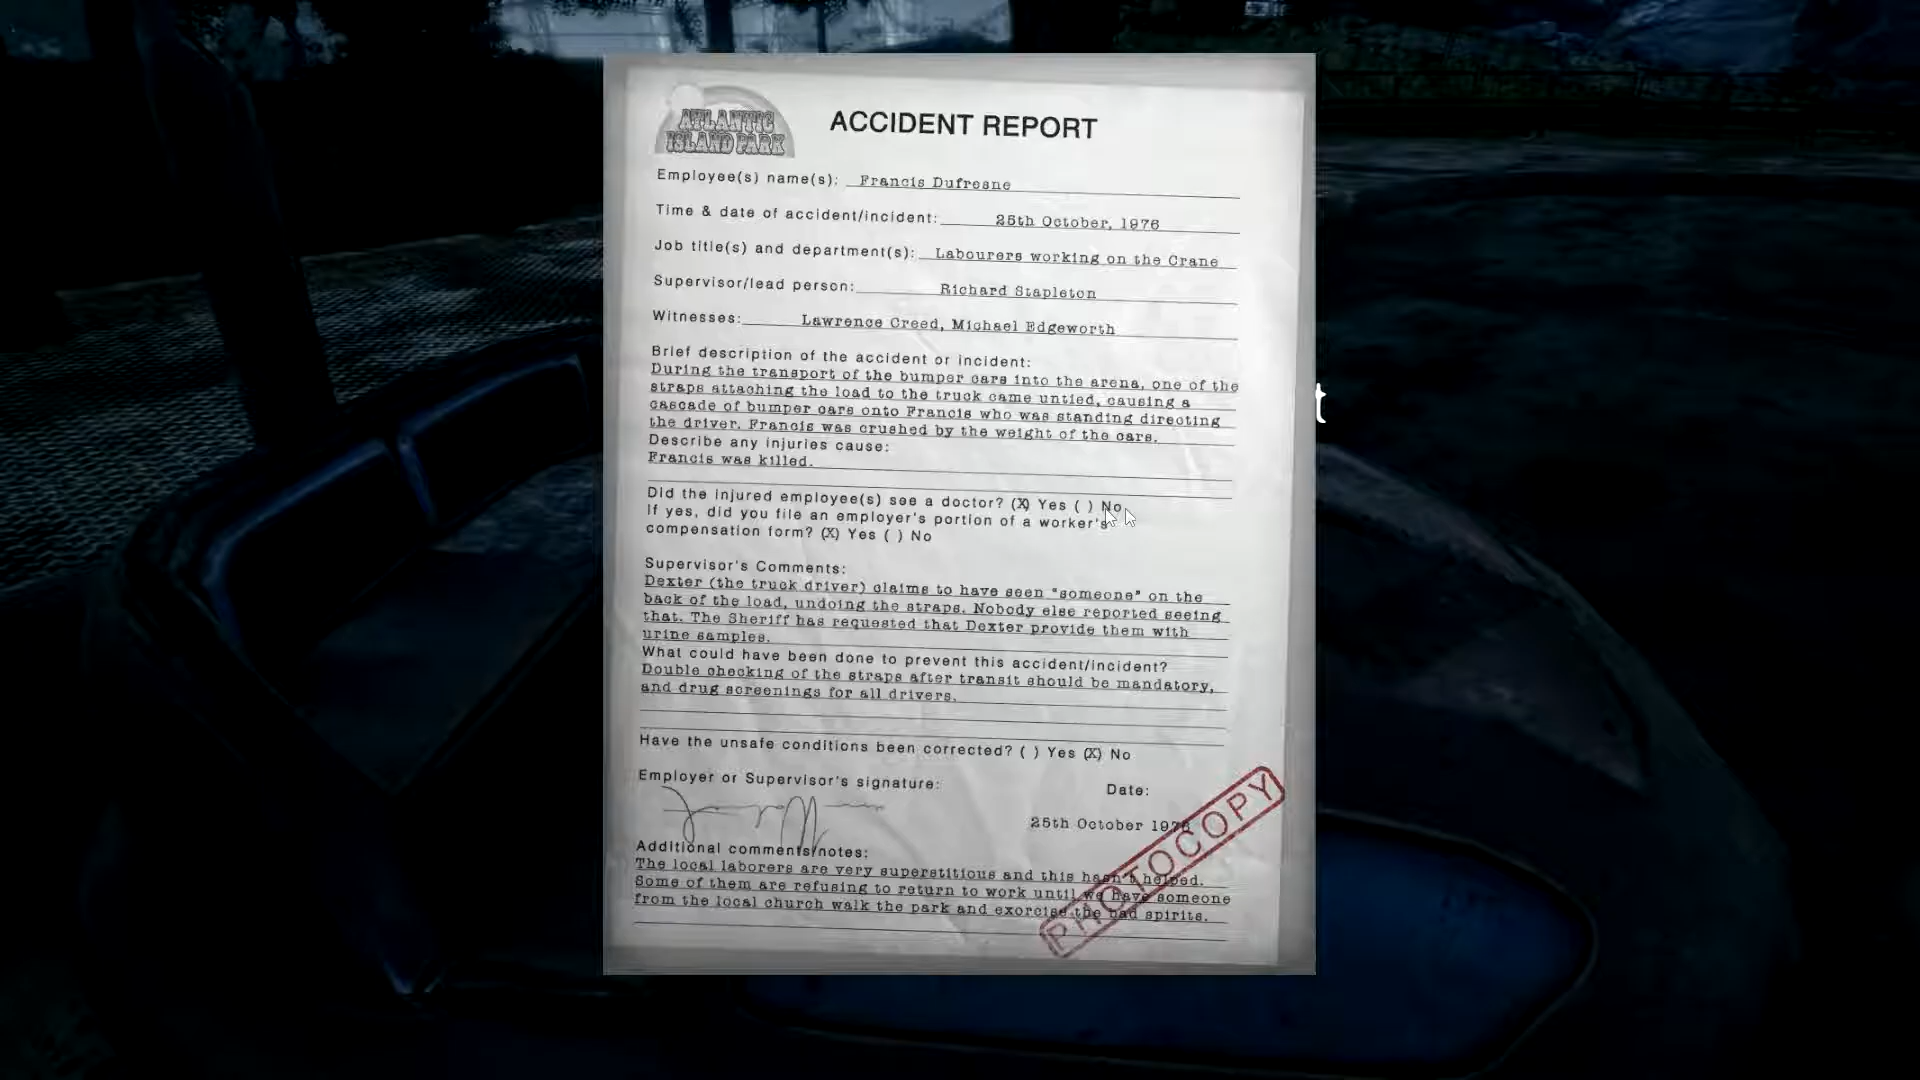 ATLANTIC
ISLAND PARK
ACCIDENT REPORT
Employee(s) name(s): Francis Dufresne
Time & date of accident/incident: 25th October, 1976
Job title(s) and department(s): Labourers working on the Crane
Supervisor/lead person: Richard Stapleton
Witnesses: Lawrence Creed, Michael Edgeworth
Brief description of the accident or incident:
During the transport of the bumper cars into the arena, one of the
straps attaching the load to the truck came untied, causing a
cascade of bumper cars onto Francis who was standing directing
the driver. Francis was crushed by the weight of the cars.
Describe any injuries cause:
Francis was killed.
Did the injured employee(s) see a doctor? (X) Yes ( ) No
If yes, did you file an employer's portion of a worker's
compensation form? (X) Yes ( ) No
Supervisor's Comments:
Dexter (the truck driver) claims to have seen "someone" on the
back of the load, undoing the straps. Nobody else reported seeing
that. The Sheriff has requested that Dexter provide them with
urine samples.
What could have been done to prevent this accident/incident?
Double checking of the straps after transit should be mandatory,
and drug screenings for all drivers.
Have the unsafe conditions been corrected? ( ) Yes (X) No
Employer or Supervisor's signature:
Date:
25th October 1976
Additional comments/notes:
The local laborers are very superstitious and this hasn't helped.
Some of them are refusing to return to work until we have someone
from the local church walk the park and exorcise the bad spirits.
PHOTOCOPY
t